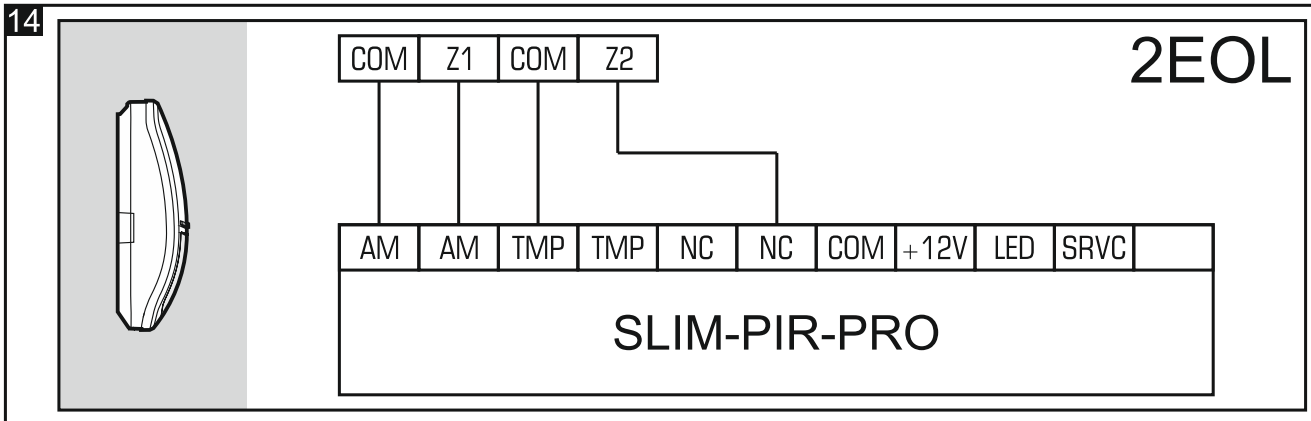 14
COM Z1 COM Z2
2EOL
AM AM TMP TMP NC NC COM +12V LED SRVC
SLIM-PIR-PRO